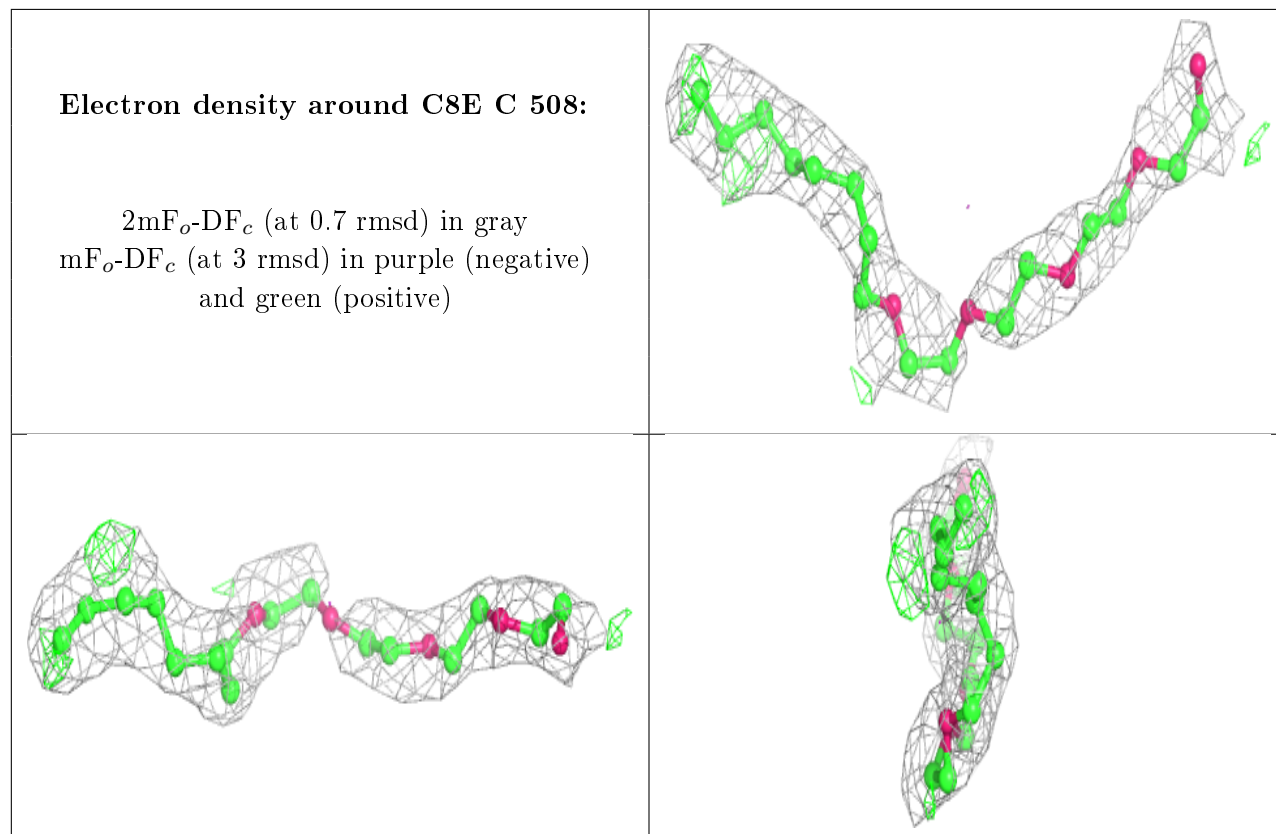 Electron density around C8E C 508:
2mFₒ-DF𝒸 (at 0.7 rmsd) in gray
mFₒ-DF𝒸 (at 3 rmsd) in purple (negative)
and green (positive)